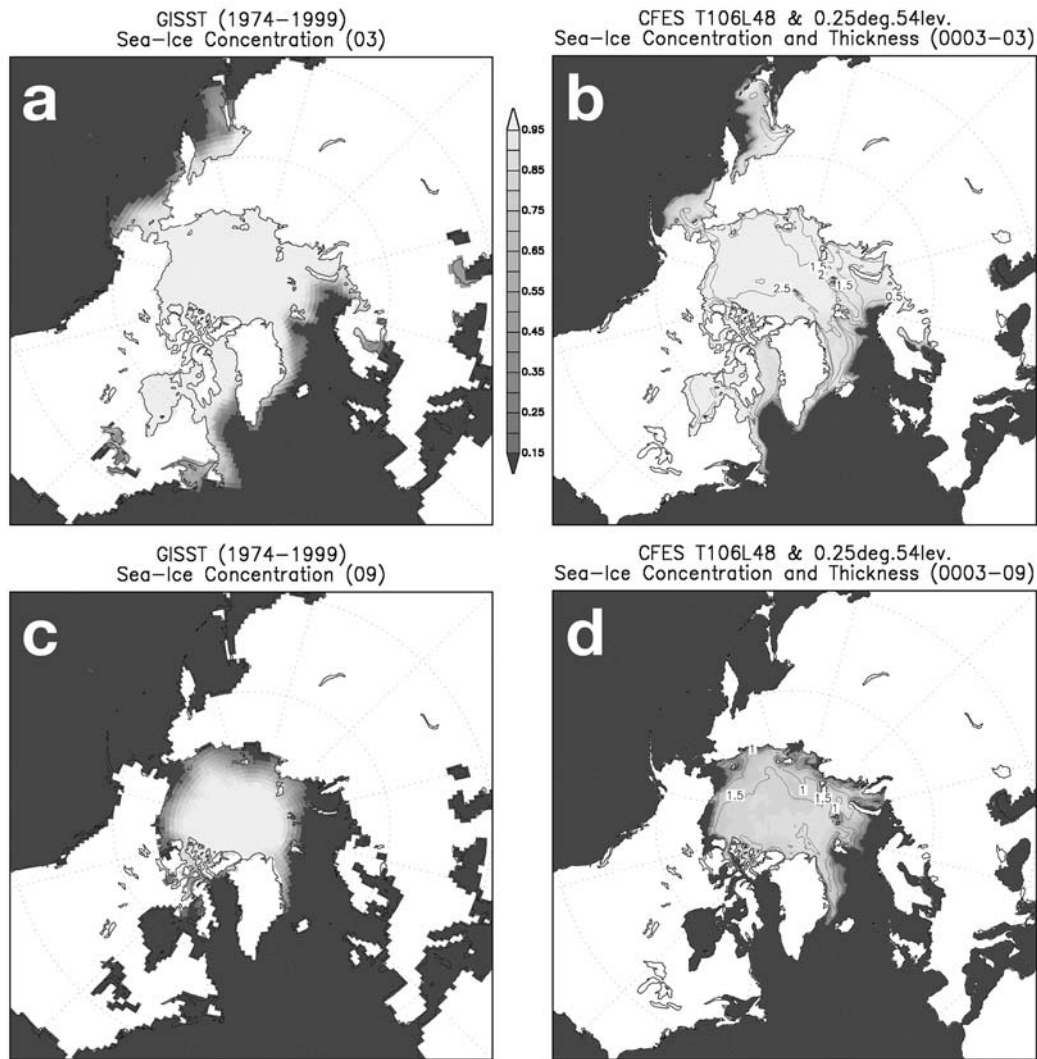 GISST (1974-1999)
Sea-Ice Concentration (03)
a
CFES T106L48 & 0.25deg.54lev.
Sea-Ice Concentration and Thickness (0003-03)
b
0.95
0.85
0.75
0.65
0.55
0.45
0.35
0.25
0.15
1.5
2
2.5
1.5
0.5
GISST (1974-1999)
Sea-Ice Concentration (09)
c
CFES T106L48 & 0.25deg.54lev.
Sea-Ice Concentration and Thickness (0003-09)
d
1
1.5
1
1.5
1